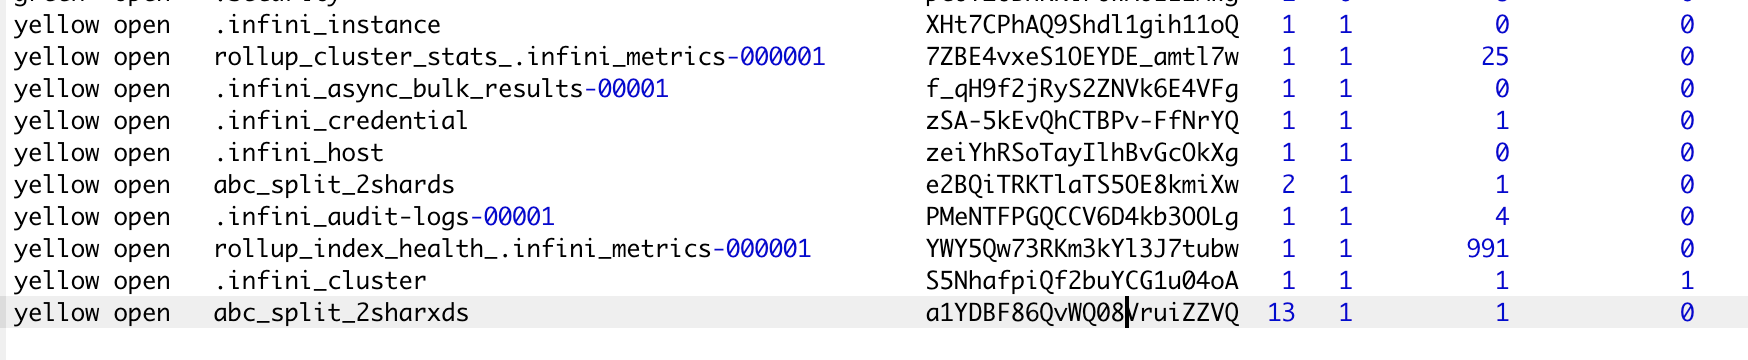 yellow open .infini_instance XHt7CPhAQ9Shdl1gih11oQ 1 1 0 0
yellow open rollup_cluster_stats_.infini_metrics-000001 7ZBE4vxeS1OEYDE_amtl7w 1 1 25 0
yellow open .infini_async_bulk_results-00001 f_qH9f2jRyS2ZNVk6E4VFg 1 1 0 0
yellow open .infini_credential zSA-5kEvQhCTBPv-FfNrYQ 1 1 1 0
yellow open .infini_host zeiYhRSoTayIlhBvGcOkXg 1 1 0 0
yellow open abc_split_2shards e2BQiTRKTlaTS5OE8kmiXw 2 1 1 0
yellow open .infini_audit-logs-00001 PMeNTFPGQCCV6D4kb3OOLg 1 1 4 0
yellow open rollup_index_health_.infini_metrics-000001 YWY5Qw73RKm3kYl3J7tubw 1 1 991 0
yellow open .infini_cluster S5NhafpiQf2buYCG1u04oA 1 1 1 1
yellow open abc_split_2sharxds a1YDBF86QvWQ08VruiZZVQ 13 1 1 0